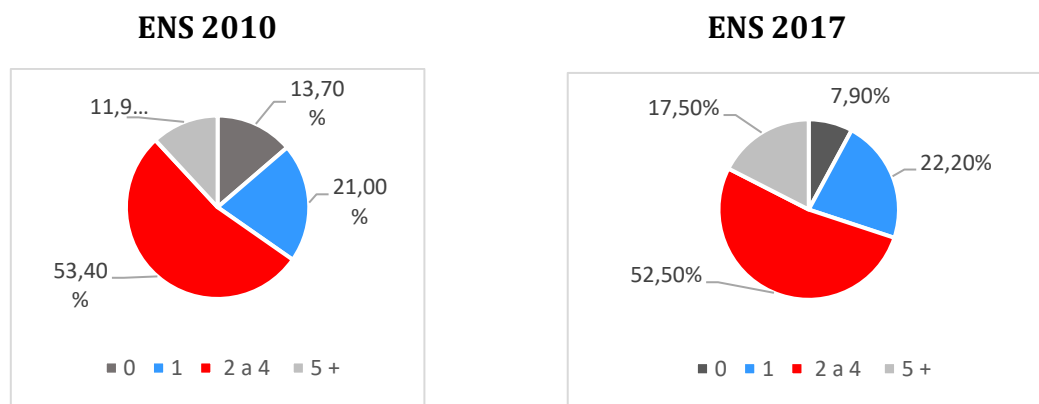 ENS 2010
11,9...
13,70
%
21,00
%
53,40
%
0 1 2 a 4 5 +
ENS 2017
17,50%
7,90%
22,20%
52,50%
0 1 2 a 4 5 +